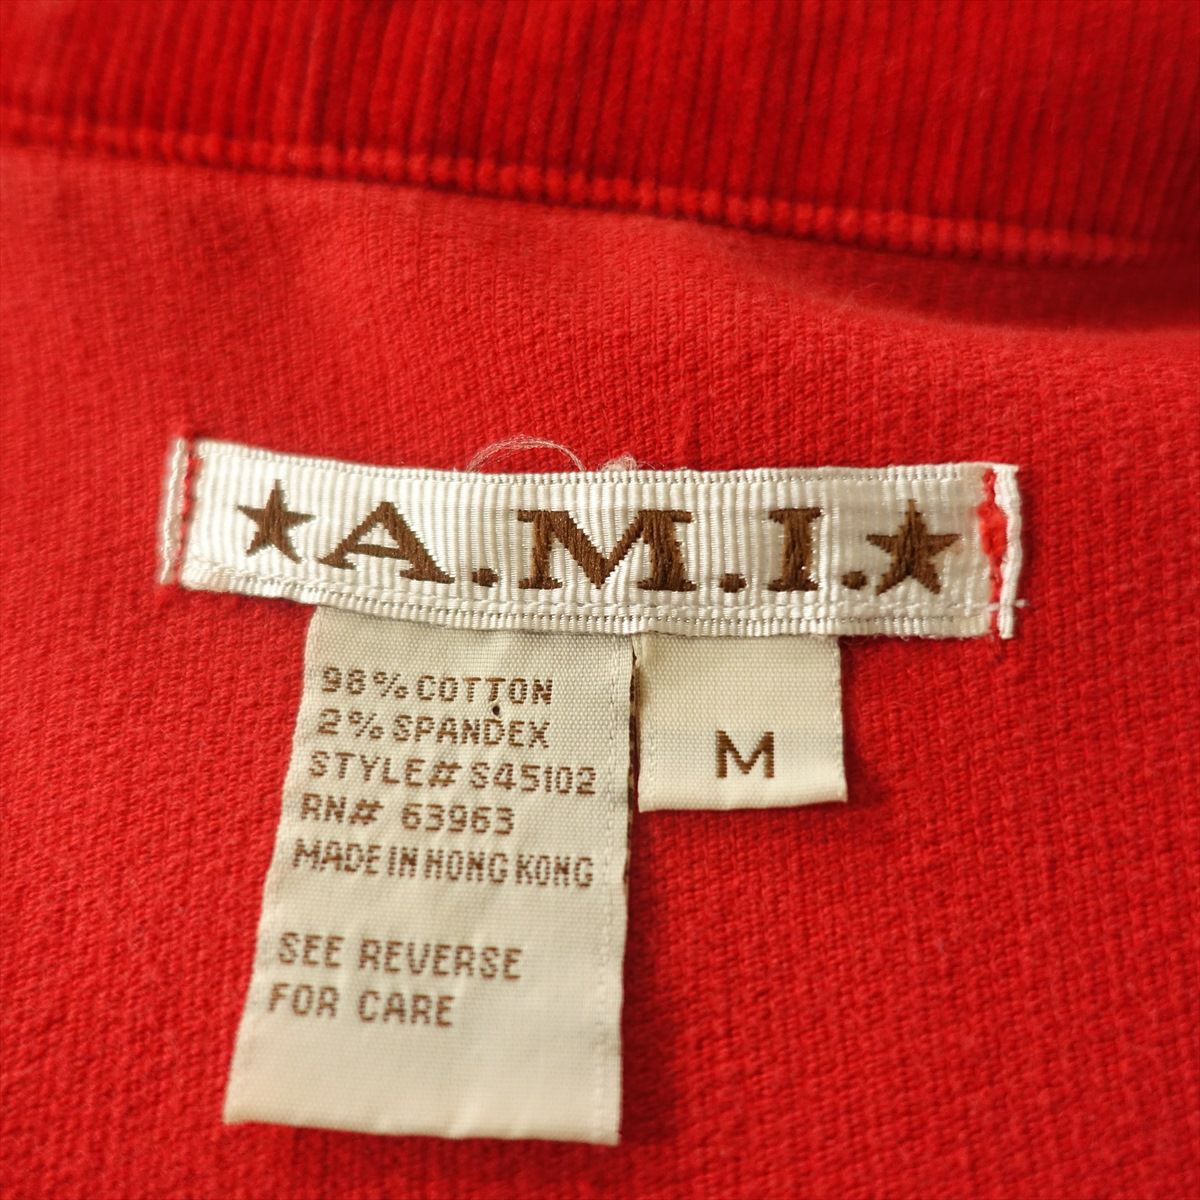 ★A.M.I.★
98% COTTON
2% SPANDEX
STYLE# S45102
RN# 63963
MADE IN HONG KONG
SEE REVERSE
FOR CARE
M